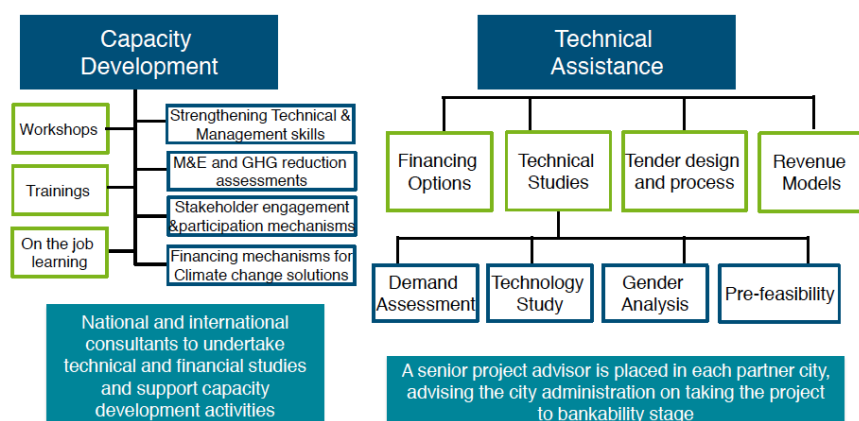 Capacity
Development
Workshops
Trainings
On the job
learning
Strengthening Technical &
Management skills
M&E and GHG reduction
assessments
Stakeholder engagement
&participation mechanisms
Financing mechanisms for
Climate change solutions
National and international
consultants to undertake
technical and financial studies
and support capacity
development activities
Technical
Assistance
Financing
Options
Technical
Studies
Tender design
and process
Revenue
Models
Demand
Assessment
Technology
Study
Gender
Analysis
Pre-feasibility
A senior project advisor is placed in each partner city,
advising the city administration on taking the project
to bankability stage